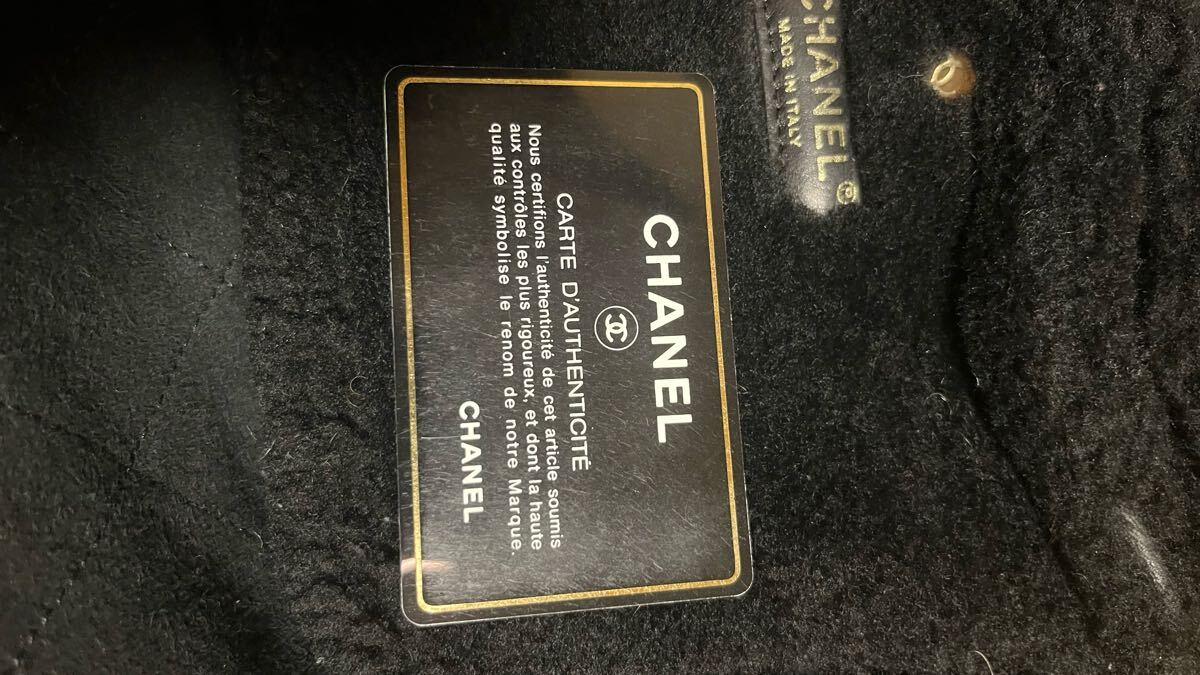 CHANEL®
MADE IN ITALY
CHANEL
CARTE D'AUTHENTICITÉ
Nous certifions l'authenticité de cet article soumis
aux contrôles les plus rigoureux, et dont la haute
qualité symbolise le renom de notre Marque.
CHANEL